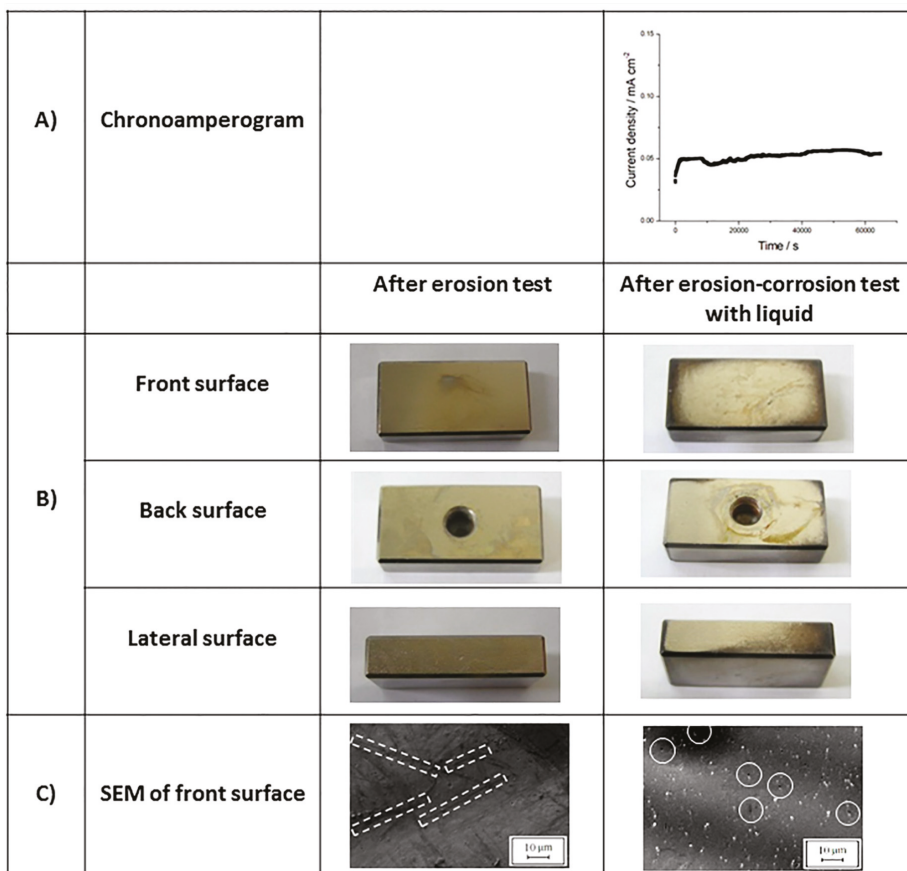 A)
Chronoamperogram
Current density / mA cm⁻²
0.15
0.10
0.05
0.00
0
20000
40000
60000
Time / s
After erosion test
After erosion-corrosion test
with liquid
B)
Front surface
Back surface
Lateral surface
C)
SEM of front surface
10 μm
10 μm